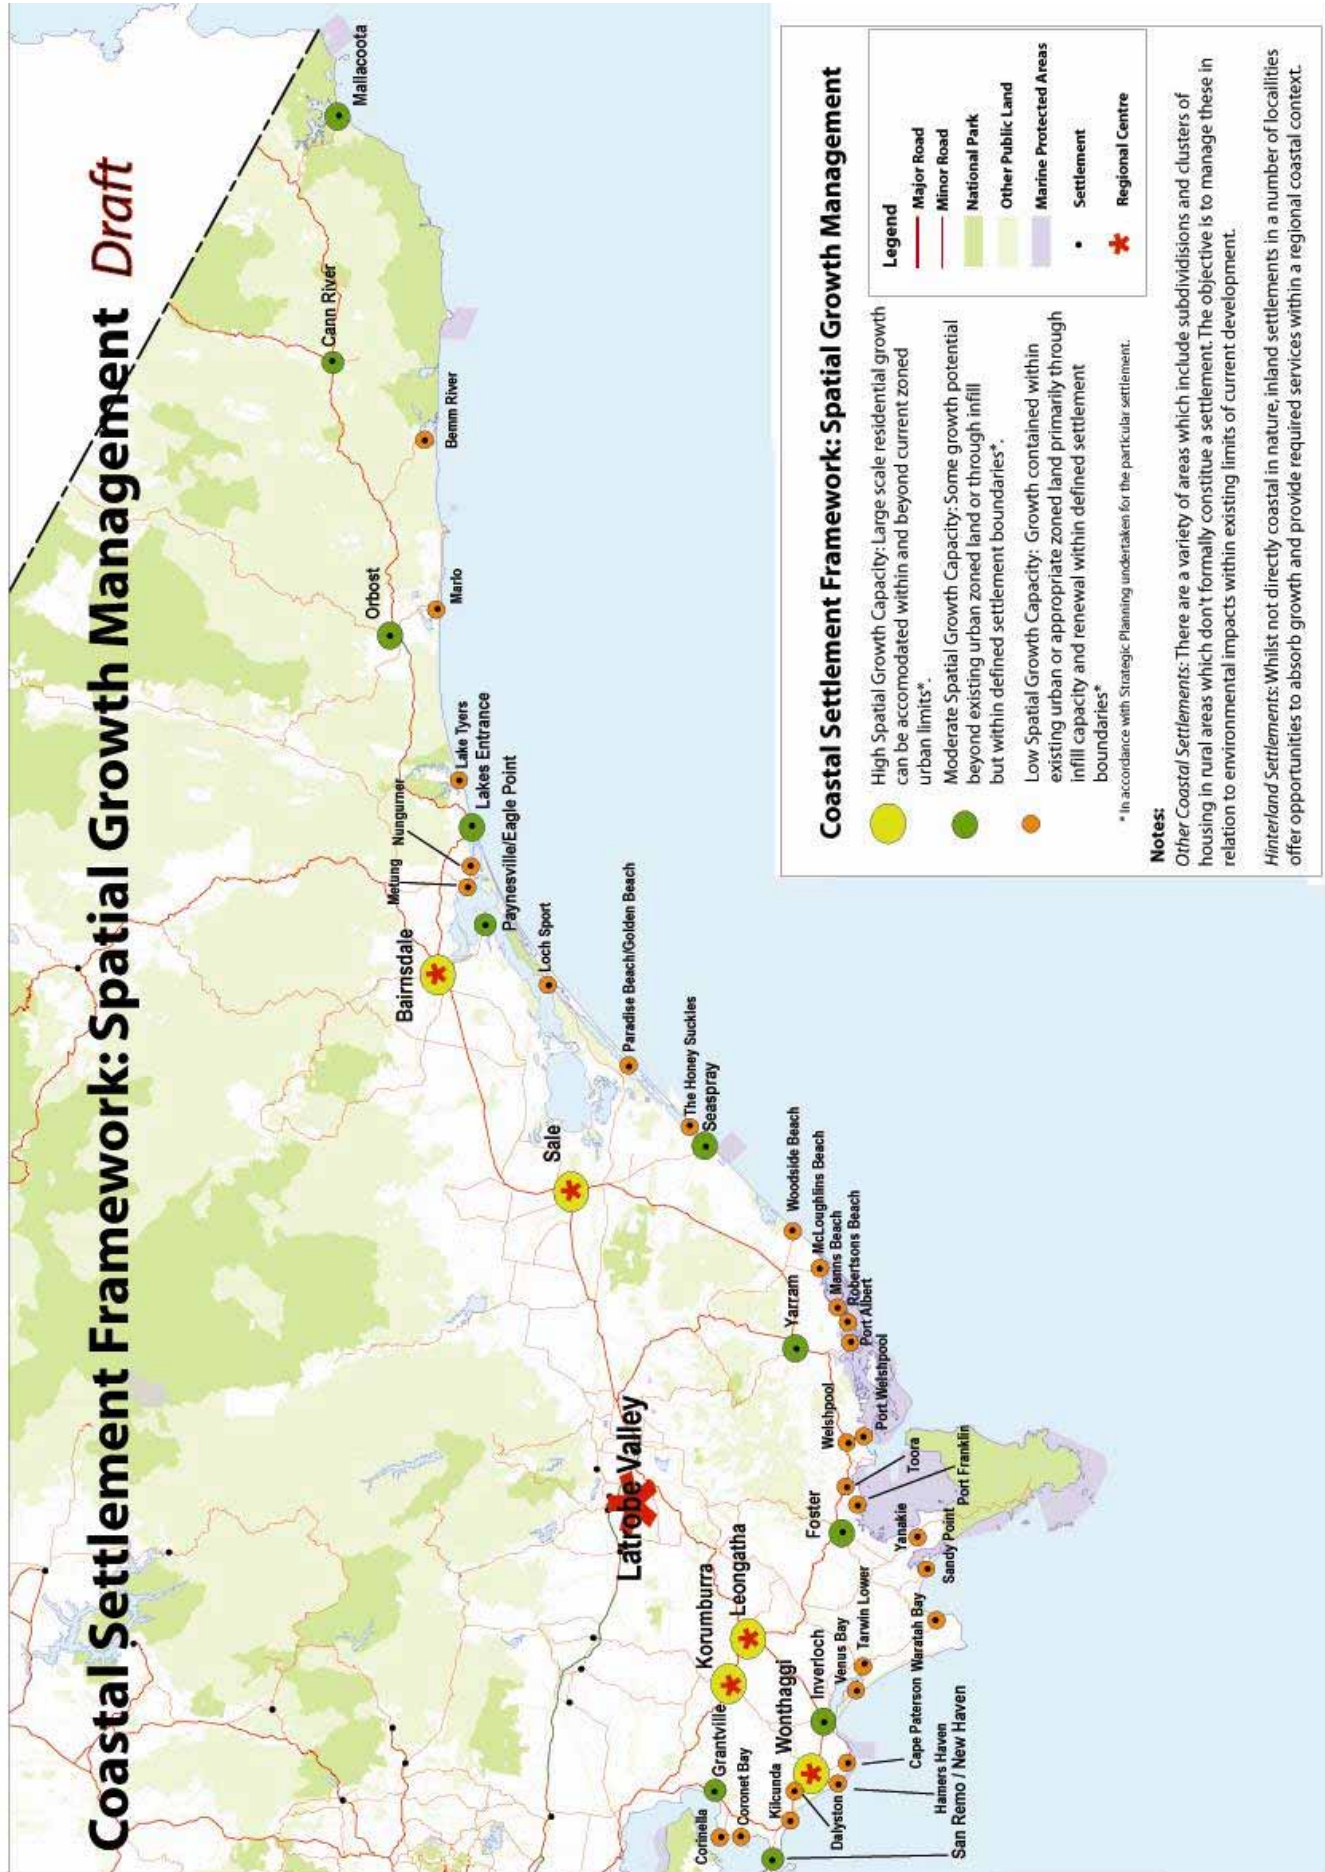 Coastal Settlement Framework: Spatial Growth Management Draft
Mallacoota
Cann River
Bemm River
Orbost
Marlo
Lake Tyers
Lakes Entrance
Nungurner
Metung
Paynesville/Eagle Point
Bairnsdale
Loch Sport
Paradise Beach/Golden Beach
The Honey Suckles
Seaspray
Sale
Woodside Beach
McLoughlins Beach
Manns Beach
Robertsons Beach
Port Albert
Yarram
Port Welshpool
Welshpool
Toora
Port Franklin
Foster
Yanakie
Sandy Point
Latrobe Valley
Leongatha
Korumburra
Waratah Bay
Tarwin Lower
Venus Bay
Inverloch
Wonthaggi
Cape Paterson
Harmers Haven
San Remo / New Haven
Dalyston
Kilcunda
Grantville
Coronet Bay
Corinella
Coastal Settlement Framework: Spatial Growth Management
High Spatial Growth Capacity: Large scale residential growth
can be accomodated within and beyond current zoned
urban limits*.
Moderate Spatial Growth Capacity: Some growth potential
beyond existing urban zoned land or through infill
but within defined settlement boundaries*.
Low Spatial Growth Capacity: Growth contained within
existing urban or appropriate zoned land primarily through
infill capacity and renewal within defined settlement
boundaries*
* In accordance with Strategic Planning undertaken for the particular settlement.
Legend
Major Road
Minor Road
National Park
Other Public Land
Marine Protected Areas
Settlement
Regional Centre
Notes:
Other Coastal Settlements: There are a variety of areas which include subdivisions and clusters of
housing in rural areas which don't formally constitute a settlement. The objective is to manage these in
relation to environmental impacts within existing limits of current development.
Hinterland Settlements: Whilst not directly coastal in nature, inland settlements in a number of locailities
offer opportunities to absorb growth and provide required services within a regional coastal context.